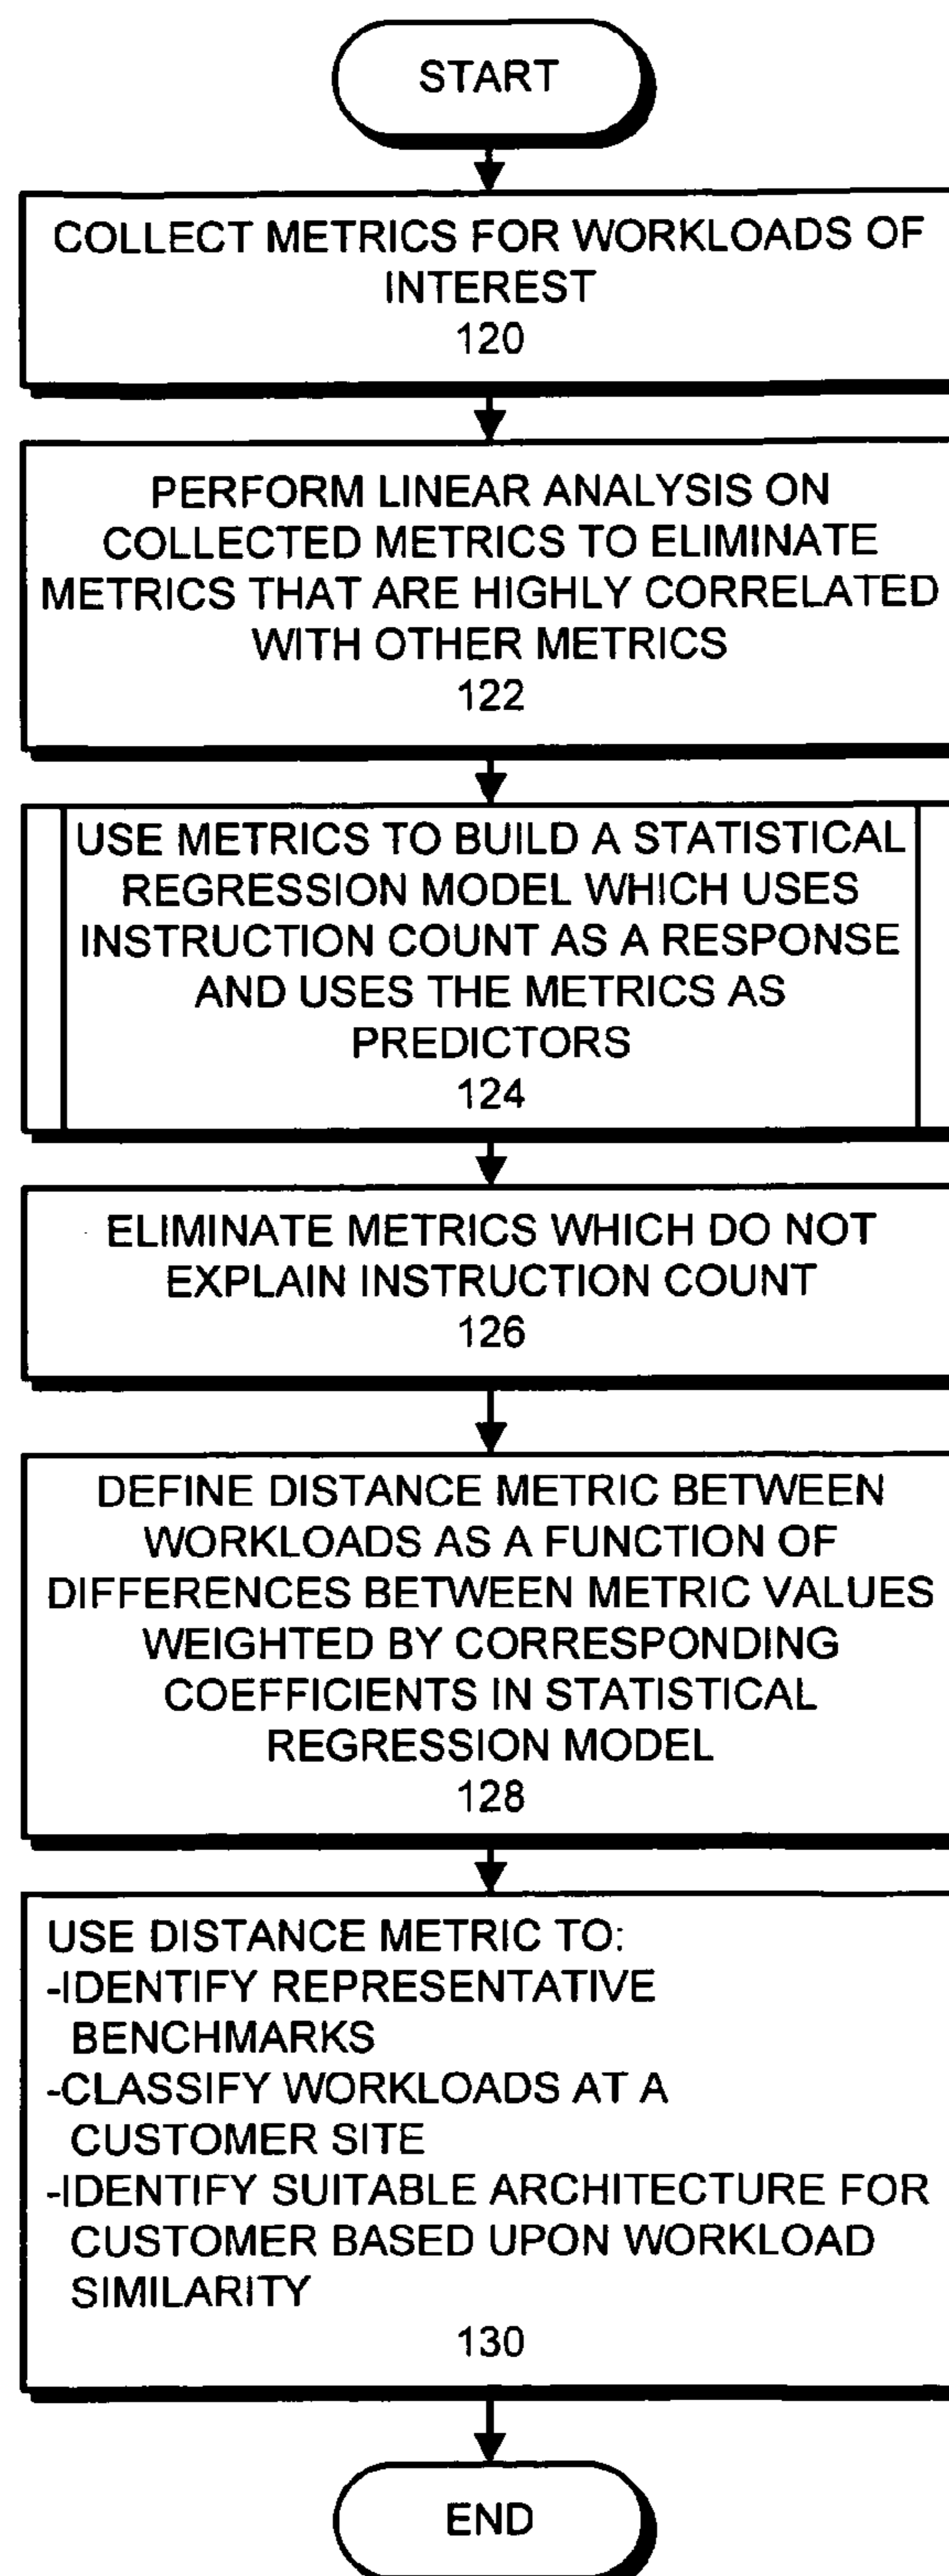 START
COLLECT METRICS FOR WORKLOADS OF
INTEREST
120
PERFORM LINEAR ANALYSIS ON
COLLECTED METRICS TO ELIMINATE
METRICS THAT ARE HIGHLY CORRELATED
WITH OTHER METRICS
122
USE METRICS TO BUILD A STATISTICAL
REGRESSION MODEL WHICH USES
INSTRUCTION COUNT AS A RESPONSE
AND USES THE METRICS AS
PREDICTORS
124
ELIMINATE METRICS WHICH DO NOT
EXPLAIN INSTRUCTION COUNT
126
DEFINE DISTANCE METRIC BETWEEN
WORKLOADS AS A FUNCTION OF
DIFFERENCES BETWEEN METRIC VALUES
WEIGHTED BY CORRESPONDING
COEFFICIENTS IN STATISTICAL
REGRESSION MODEL
128
USE DISTANCE METRIC TO:
-IDENTIFY REPRESENTATIVE
BENCHMARKS
-CLASSIFY WORKLOADS AT A
CUSTOMER SITE
-IDENTIFY SUITABLE ARCHITECTURE FOR
CUSTOMER BASED UPON WORKLOAD
SIMILARITY
130
END